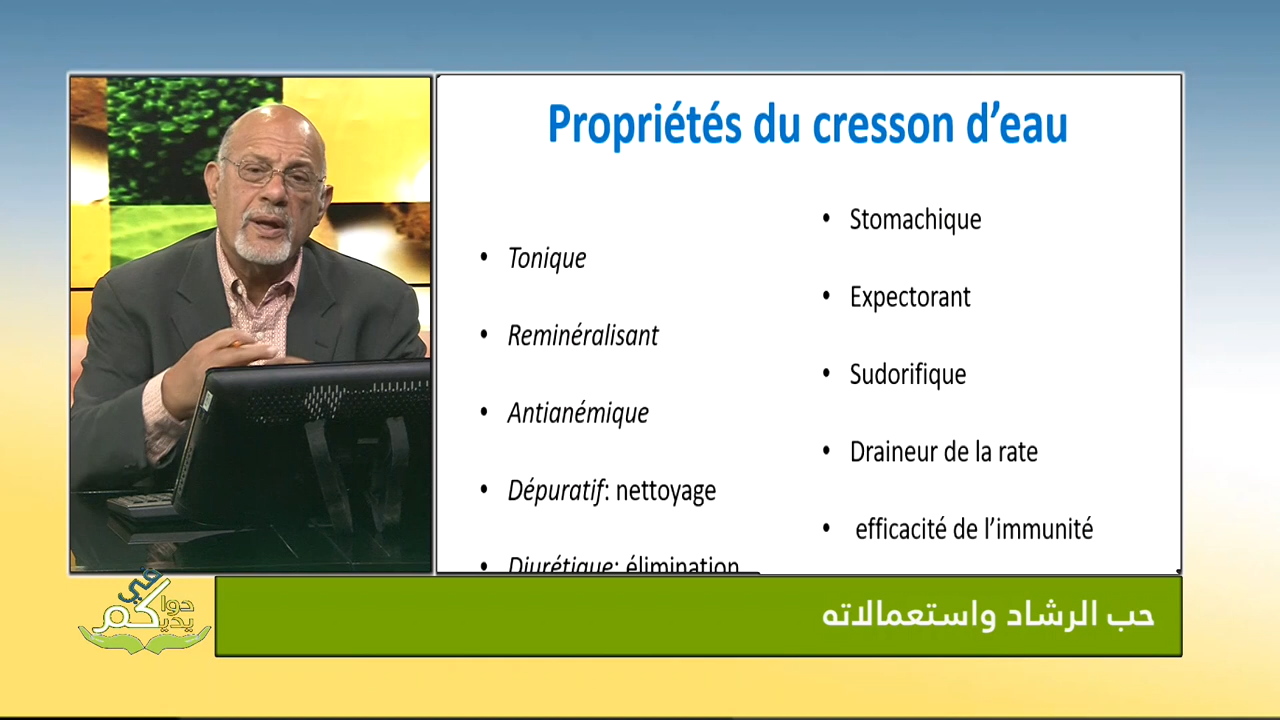 Propriétés du cresson d’eau
• Tonique
• Reminéralisant
• Antianémique
• Dépuratif: nettoyage
• Diurétique: élimination
• Stomachique
• Expectorant
• Sudorifique
• Draineur de la rate
• efficacité de l’immunité
حب الرشاد واستعمالاته
دواكم في يديكم